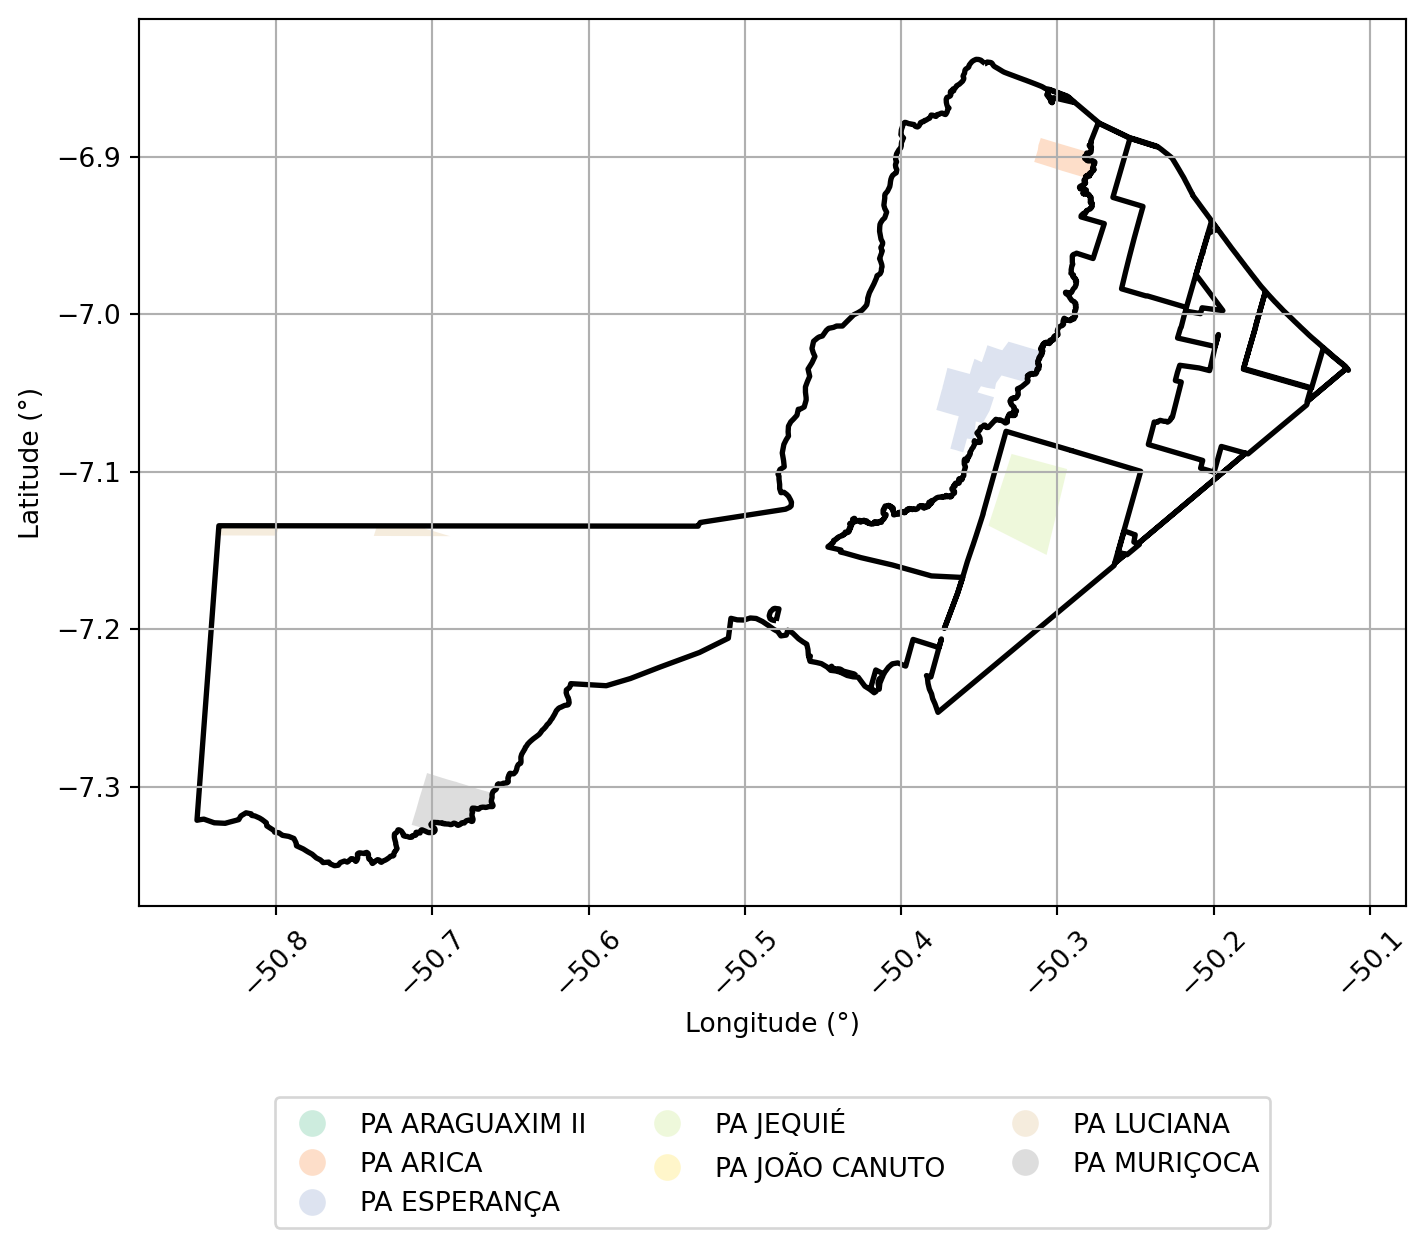 −6.9
−7.0
−7.1
−7.2
−7.3
Latitude (°)
−50.8
−50.7
−50.6
−50.5
−50.4
−50.3
−50.2
−50.1
Longitude (°)
PA ARAGUAXIM II
PA ARICA
PA ESPERANÇA
PA JEQUIÉ
PA JOÃO CANUTO
PA LUCIANA
PA MURIÇOCA